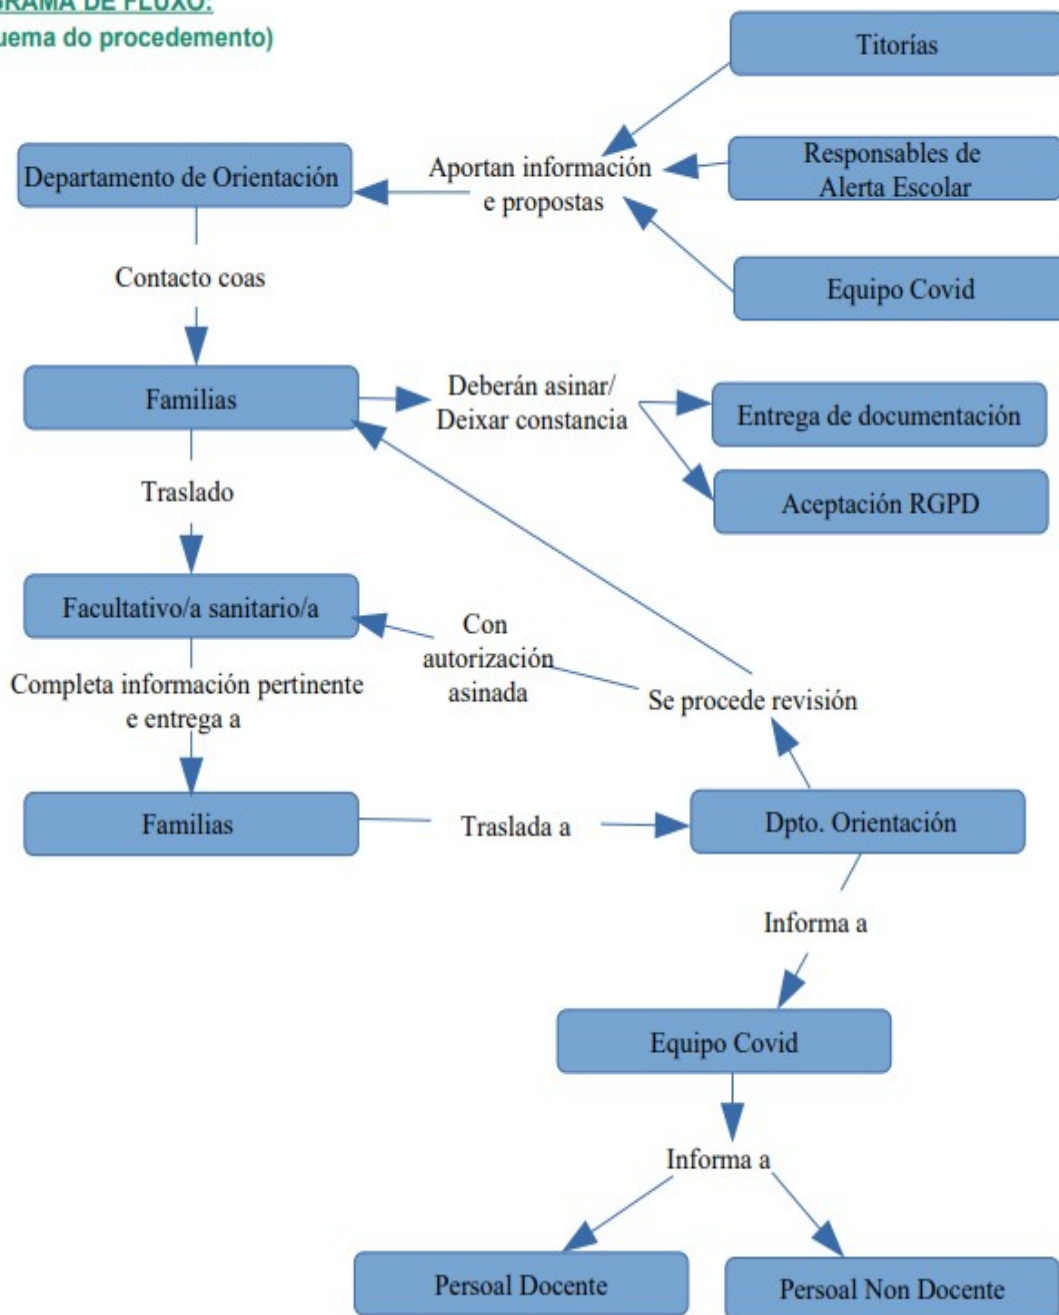 GRAMA DE FLUXO:
uema do procedemento)
Titorías
Departamento de Orientación
Aportan información
e propostas
Responsables de
Alerta Escolar
Contacto coas
Equipo Covid
Familias
Deberán asinar/
Deixar constancia
Entrega de documentación
Traslado
Aceptación RGPD
Facultativo/a sanitario/a
Con
autorización
asinada
Completa información pertinente
e entrega a
Se procede revisión
Familias
Traslada a
Dpto. Orientación
Informa a
Equipo Covid
Informa a
Persoal Docente
Persoal Non Docente